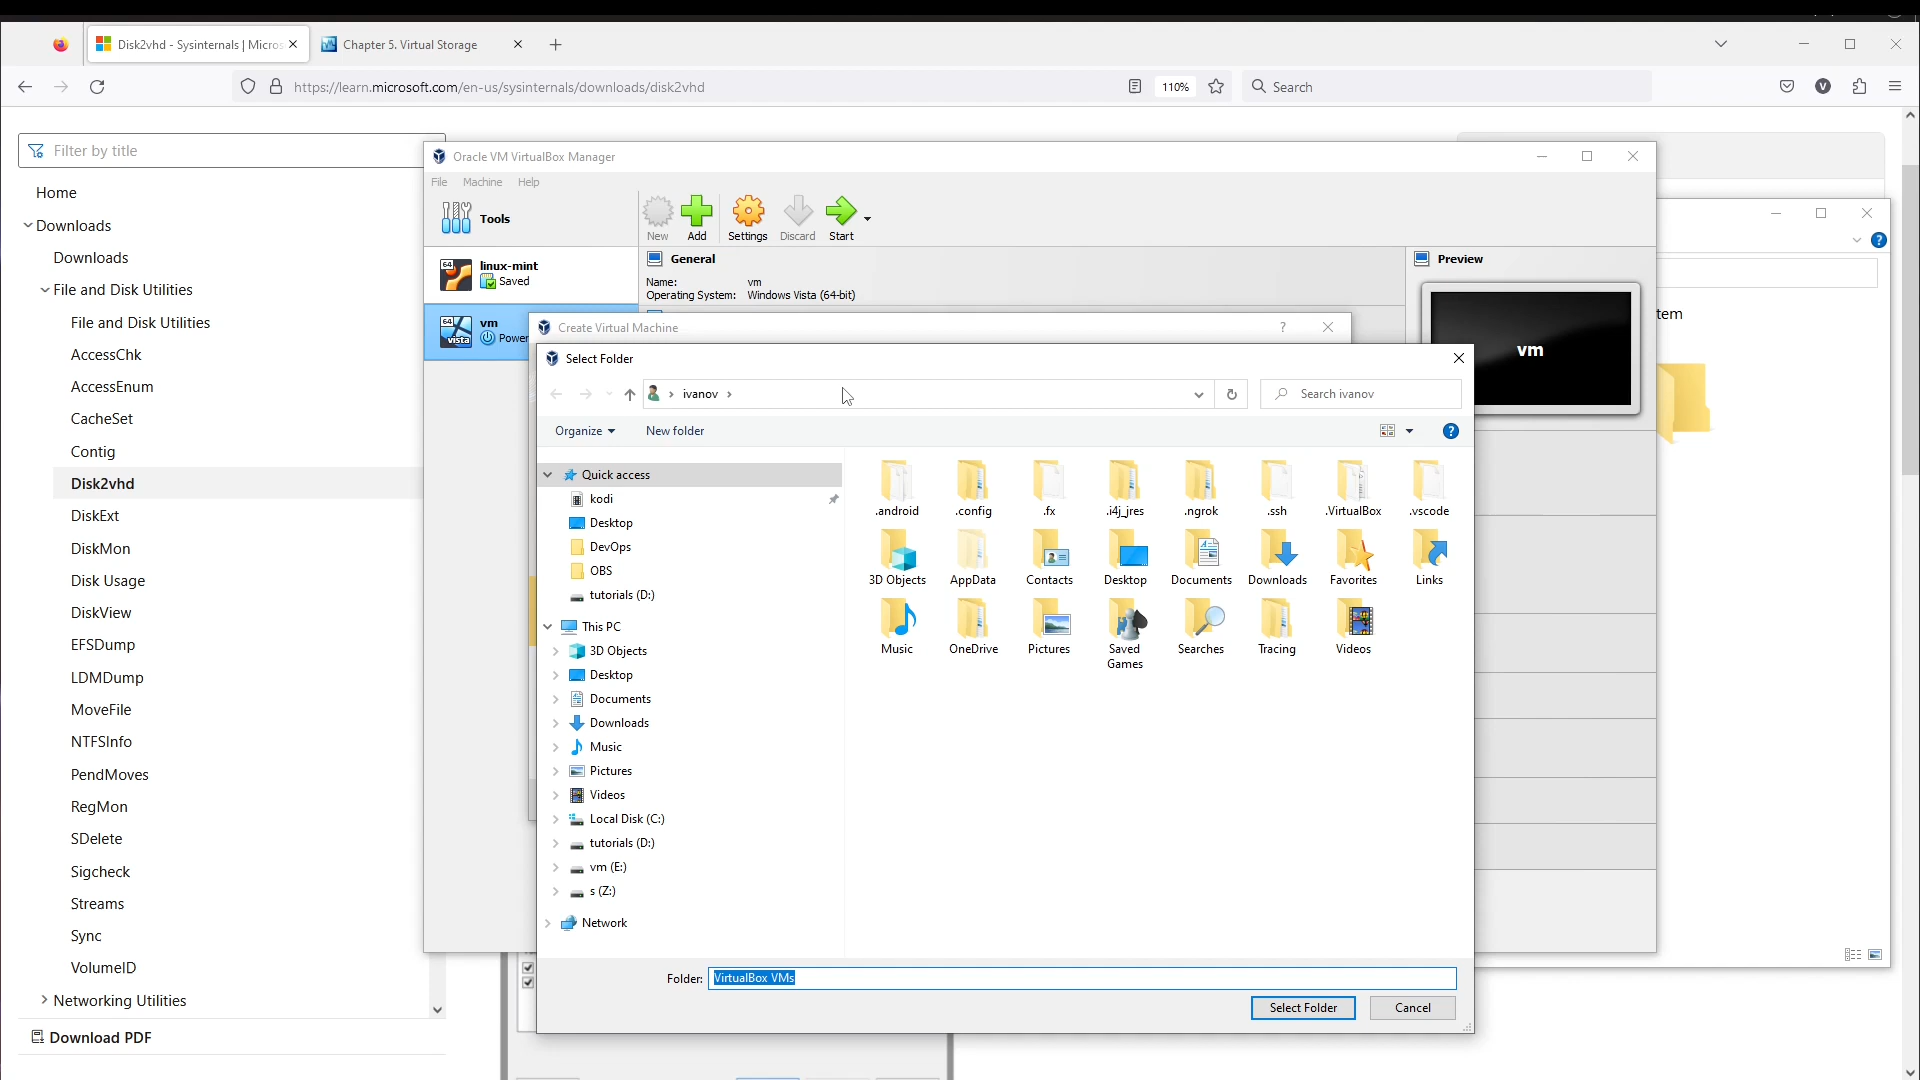 Disk2vhd - Sysinternals | Micros
Chapter 5. Virtual Storage
https://learn.microsoft.com/en-us/sysinternals/downloads/disk2vhd
110%
Search
V
Filter by title
Home
Downloads
Downloads
File and Disk Utilities
File and Disk Utilities
AccessChk
AccessEnum
CacheSet
Contig
Disk2vhd
DiskExt
DiskMon
Disk Usage
DiskView
EFSDump
LDMDump
MoveFile
NTFSInfo
PendMoves
RegMon
SDelete
Sigcheck
Streams
Sync
VolumeID
Networking Utilities
Download PDF
Oracle VM VirtualBox Manager
File Machine Help
Tools
New
Add
Settings
Discard
Start
64
linux-mint
Saved
64
vista
vm
Power
General
Name: vm
Operating System: Windows Vista (64-bit)
Preview
vm
tem
Create Virtual Machine
?
Select Folder
ivanov
Search ivanov
Organize
New folder
?
Quick access
kodi
Desktop
DevOps
OBS
tutorials (D:)
This PC
3D Objects
Desktop
Documents
Downloads
Music
Pictures
Videos
Local Disk (C:)
tutorials (D:)
vm (E:)
s (Z:)
Network
.android
.config
.fx
.i4j_jres
.ngrok
.ssh
.VirtualBox
.vscode
3D Objects
AppData
Contacts
Desktop
Documents
Downloads
Favorites
Links
Music
OneDrive
Pictures
Saved Games
Searches
Tracing
Videos
Folder: VirtualBox VMs
Select Folder
Cancel